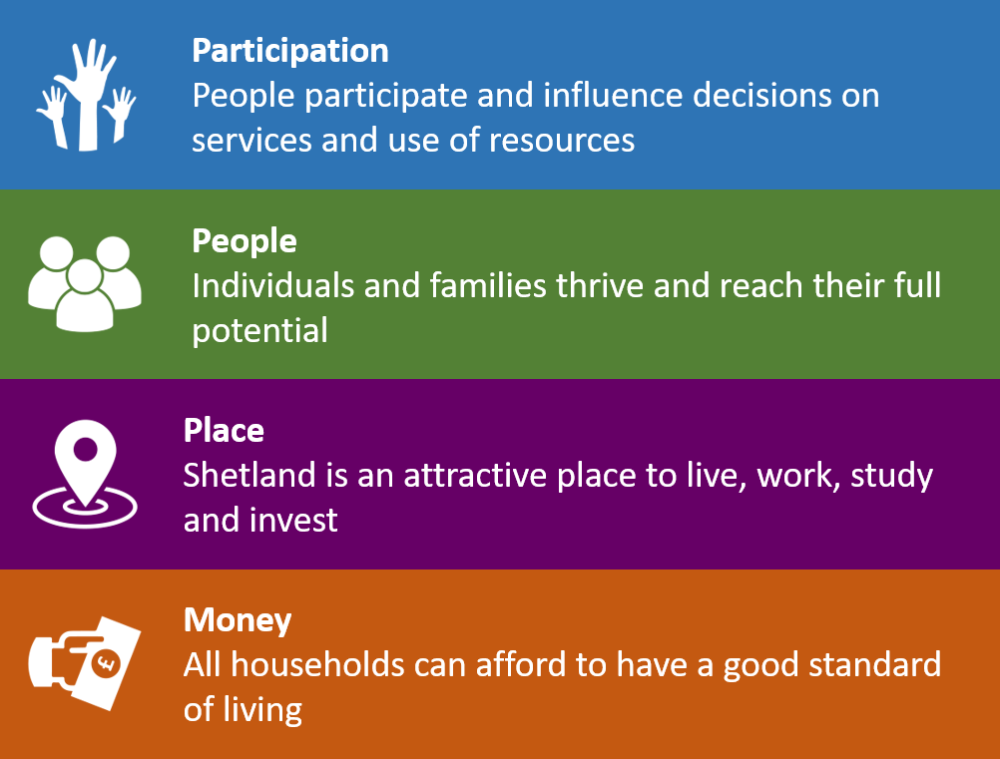 Participation
People participate and influence decisions on
services and use of resources
People
Individuals and families thrive and reach their full
potential
Place
Shetland is an attractive place to live, work, study
and invest
Money
£
All households can afford to have a good standard
of living